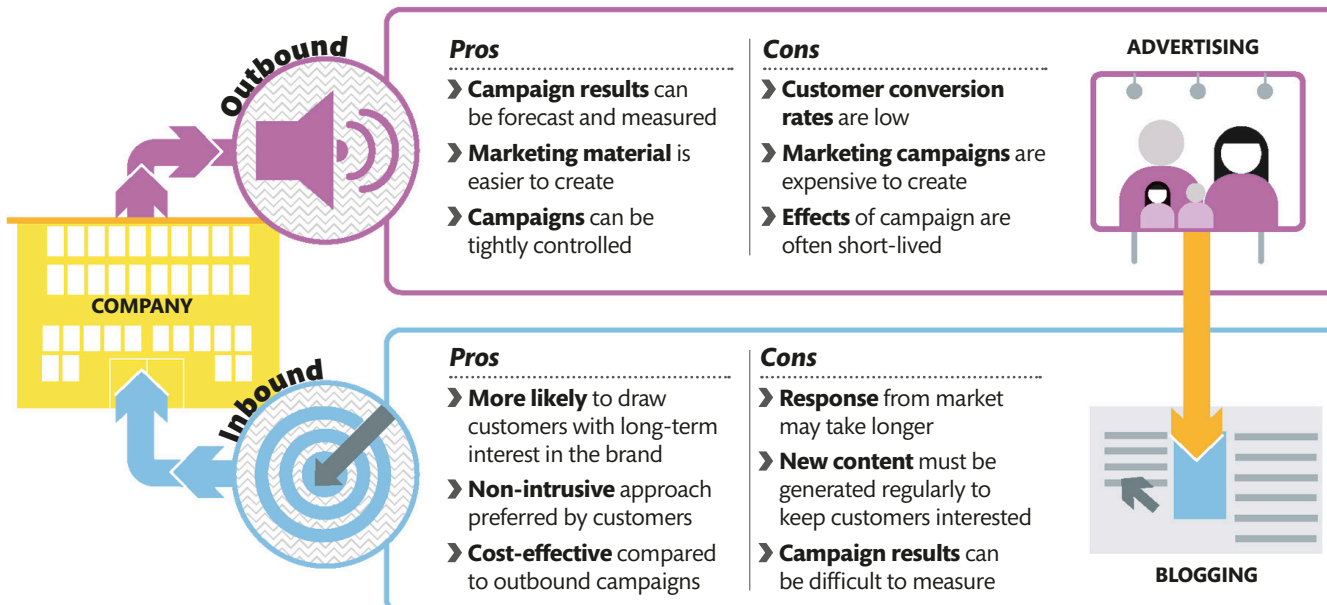 Outbound
Pros
❯ Campaign results can
be forecast and measured
❯ Marketing material is
easier to create
❯ Campaigns can be
tightly controlled
Cons
❯ Customer conversion
rates are low
❯ Marketing campaigns are
expensive to create
❯ Effects of campaign are
often short-lived
ADVERTISING
COMPANY
Inbound
Pros
❯ More likely to draw
customers with long-term
interest in the brand
❯ Non-intrusive approach
preferred by customers
❯ Cost-effective compared
to outbound campaigns
Cons
❯ Response from market
may take longer
❯ New content must be
generated regularly to
keep customers interested
❯ Campaign results can
be difficult to measure
BLOGGING